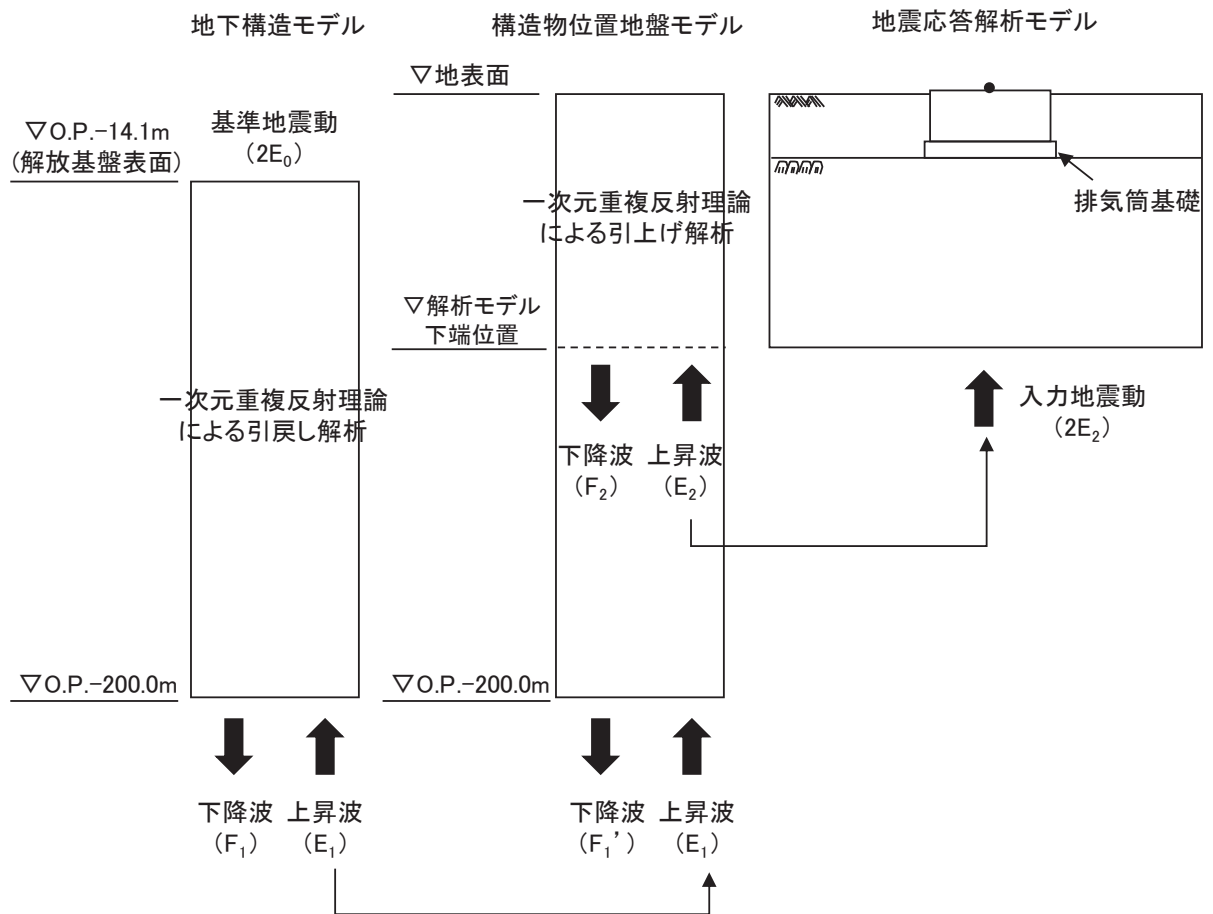 地下構造モデル
構造物位置地盤モデル
地震応答解析モデル
▽O.P.-14.1m
(解放基盤表面)
基準地震動
(2E₀)
一次元重複反射理論
による引戻し解析
▽O.P.-200.0m
下降波
(F₁)
上昇波
(E₁)
▽地表面
一次元重複反射理論
による引上げ解析
▽解析モデル
下端位置
下降波
(F₂)
上昇波
(E₂)
▽O.P.-200.0m
下降波
(F₁’)
上昇波
(E₁)
排気筒基礎
入力地震動
(2E₂)